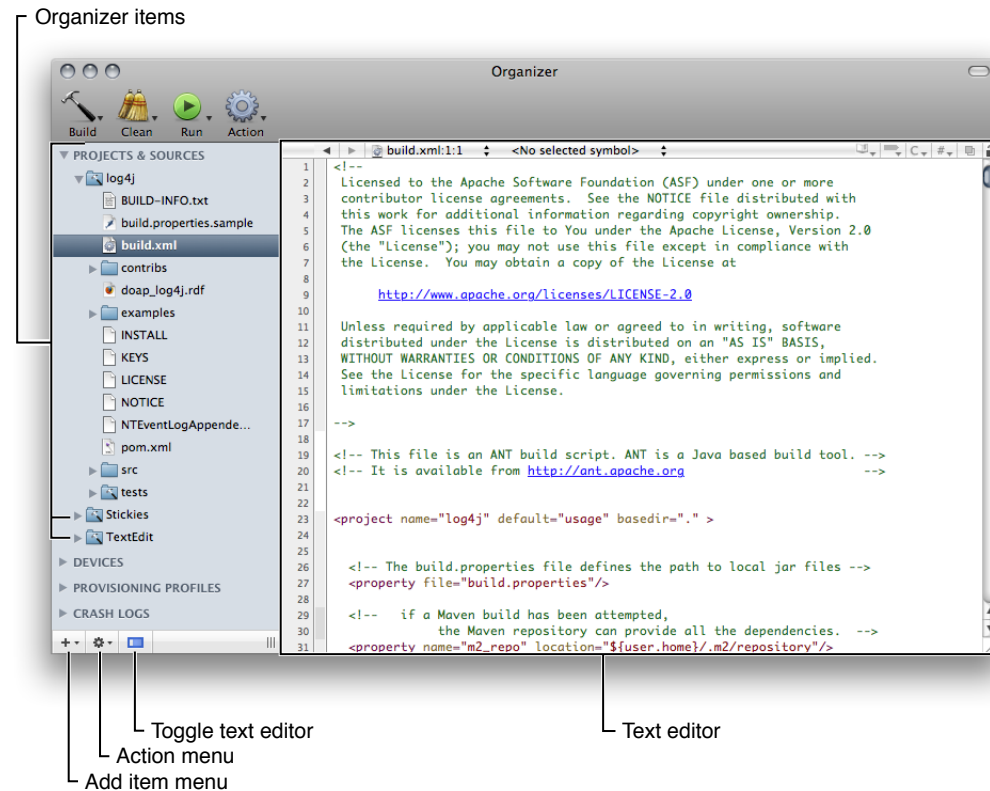 Organizer items
Organizer
Build Clean Run Action
PROJECTS & SOURCES
log4j
BUILD-INFO.txt
build.properties.sample
build.xml
contribs
doap_log4j.rdf
examples
INSTALL
KEYS
LICENSE
NOTICE
NTEventLogAppende...
pom.xml
src
tests
Stickies
TextEdit
DEVICES
PROVISIONING PROFILES
CRASH LOGS
build.xml:1:1 <No selected symbol>
C #
1 <!--
2 Licensed to the Apache Software Foundation (ASF) under one or more
3 contributor license agreements.  See the NOTICE file distributed with
4 this work for additional information regarding copyright ownership.
5 The ASF licenses this file to You under the Apache License, Version 2.0
6 (the "License"); you may not use this file except in compliance with
7 the License.  You may obtain a copy of the License at
8
9 http://www.apache.org/licenses/LICENSE-2.0
10
11 Unless required by applicable law or agreed to in writing, software
12 distributed under the License is distributed on an "AS IS" BASIS,
13 WITHOUT WARRANTIES OR CONDITIONS OF ANY KIND, either express or implied.
14 See the License for the specific language governing permissions and
15 limitations under the License.
16
17 -->
18
19 <!-- This file is an ANT build script. ANT is a Java based build tool. -->
20 <!-- It is available from http://ant.apache.org -->
21
22
23 <project name="log4j" default="usage" basedir="." >
24
25
26 <!-- The build.properties file defines the path to local jar files -->
27 <property file="build.properties"/>
28
29 <!--   if a Maven build has been attempted,
30 the Maven repository can provide all the dependencies.  -->
31 <property name="m2_repo" location="${user.home}/.m2/repository"/>
Toggle text editor
Action menu
Add item menu
Text editor